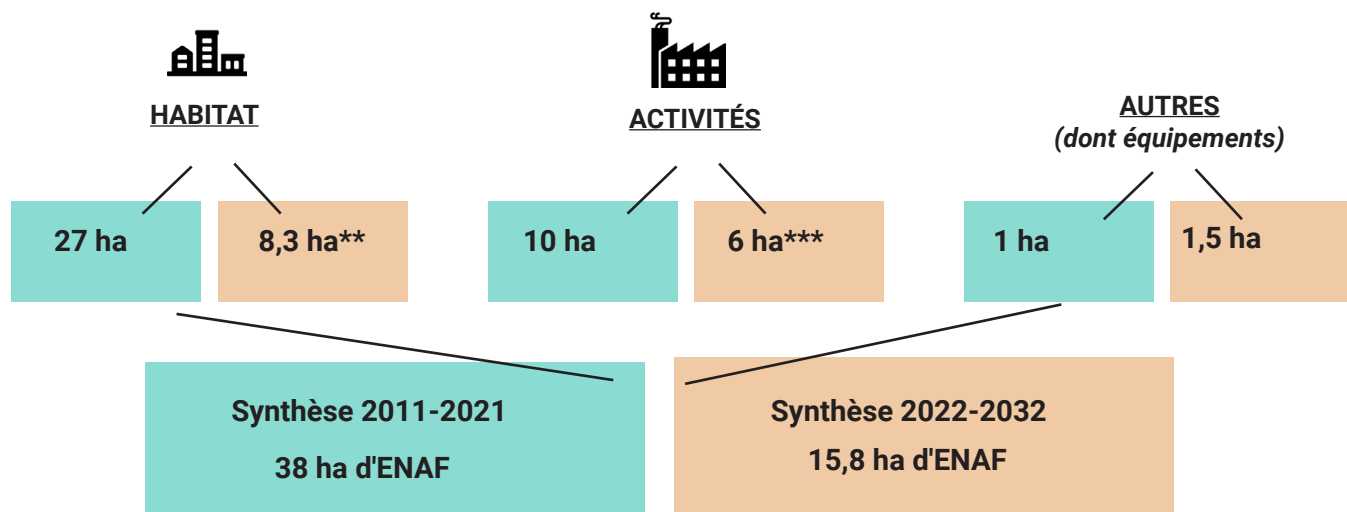 HABITAT
ACTIVITÉS
AUTRES
(dont équipements)
27 ha
8,3 ha**
10 ha
6 ha***
1 ha
1,5 ha
Synthèse 2011-2021
38 ha d'ENAF
Synthèse 2022-2032
15,8 ha d'ENAF